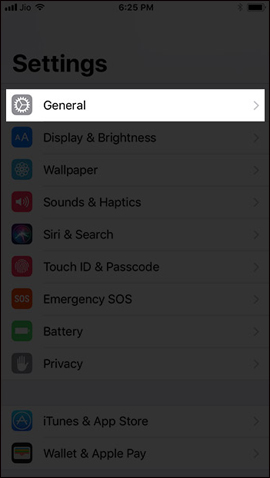 Jio 6:25 PM
Settings
General
Display & Brightness
Wallpaper
Sounds & Haptics
Siri & Search
Touch ID & Passcode
SOS Emergency SOS
Battery
Privacy
iTunes & App Store
Wallet & Apple Pay